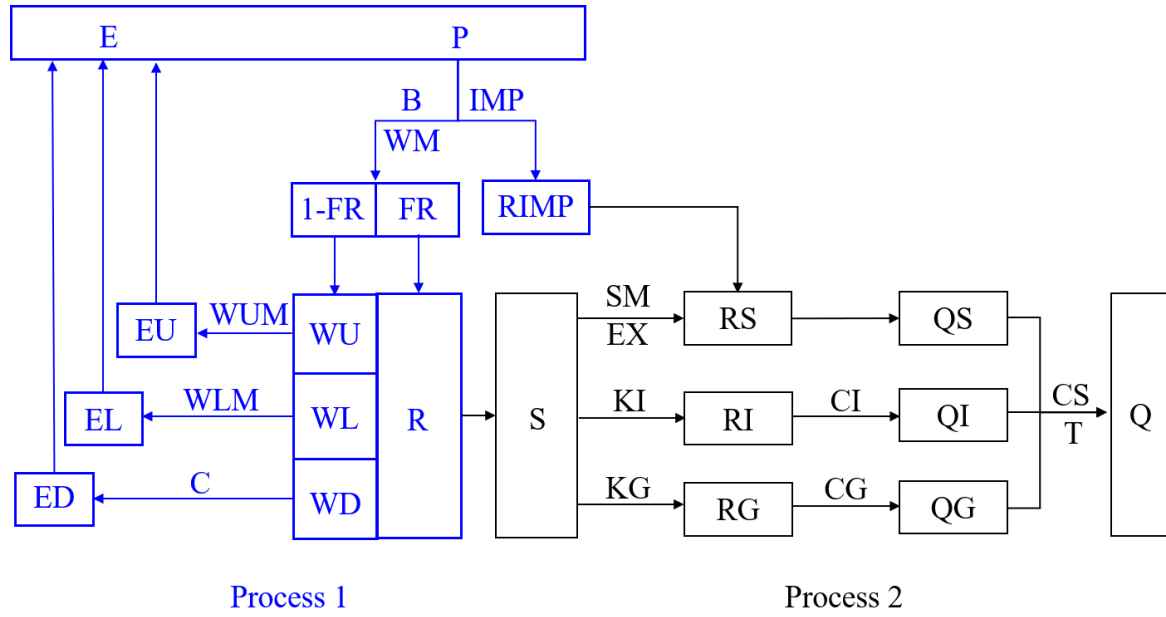 E P
B IMP
WM
1-FR FR RIMP
WUM SM
EU WU RS QS
EX
WLM KI CI CS
EL WL R S RI QI Q
T
C KG CG
ED WD RG QG
Process 1 Process 2